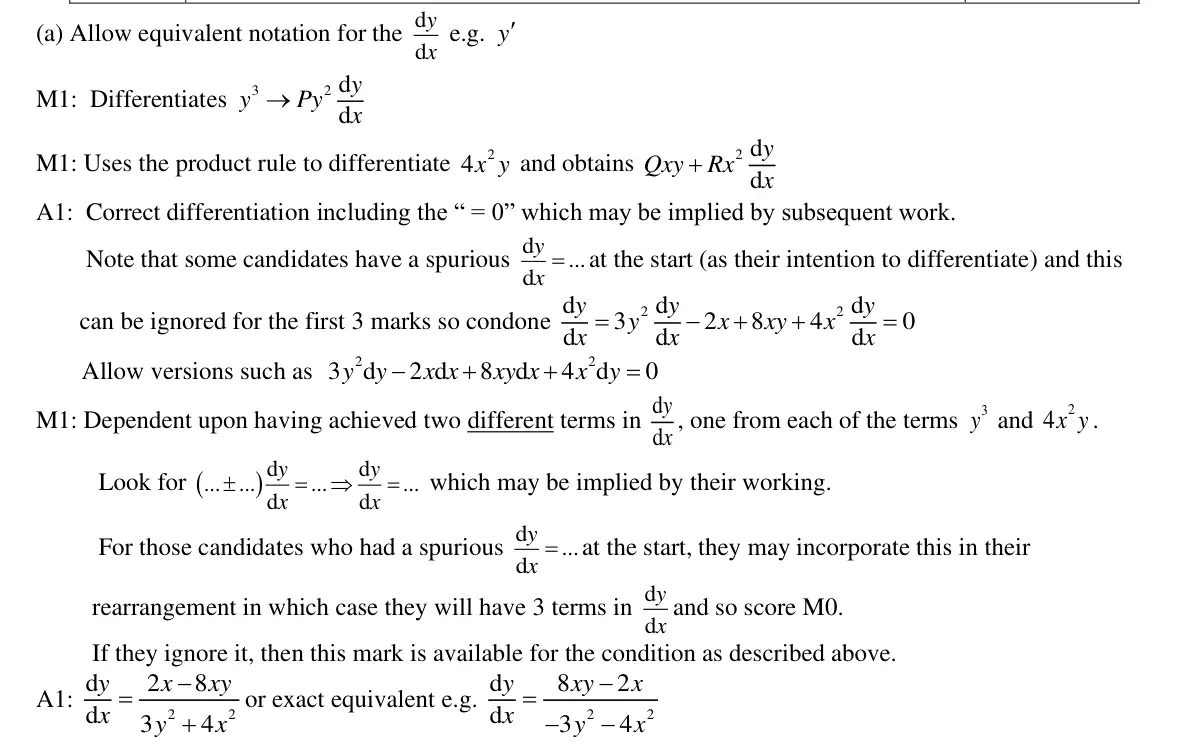 (a) Allow equivalent notation for the dy/dx e.g. y′
M1: Differentiates y³ → Py² dy/dx
M1: Uses the product rule to differentiate 4x²y and obtains Qxy + Rx² dy/dx
A1: Correct differentiation including the “ = 0” which may be implied by subsequent work.
Note that some candidates have a spurious dy/dx = ... at the start (as their intention to differentiate) and this
can be ignored for the first 3 marks so condone dy/dx = 3y² dy/dx − 2x + 8xy + 4x² dy/dx = 0
Allow versions such as 3y²dy − 2xdx + 8xydx + 4x²dy = 0
M1: Dependent upon having achieved two different terms in dy/dx, one from each of the terms y³ and 4x²y.
Look for (... ± ...) dy/dx = ... ⇒ dy/dx = ... which may be implied by their working.
For those candidates who had a spurious dy/dx = ... at the start, they may incorporate this in their
rearrangement in which case they will have 3 terms in dy/dx and so score M0.
If they ignore it, then this mark is available for the condition as described above.
A1: dy/dx = (2x − 8xy)/(3y² + 4x²) or exact equivalent e.g. dy/dx = (8xy − 2x)/(−3y² − 4x²)